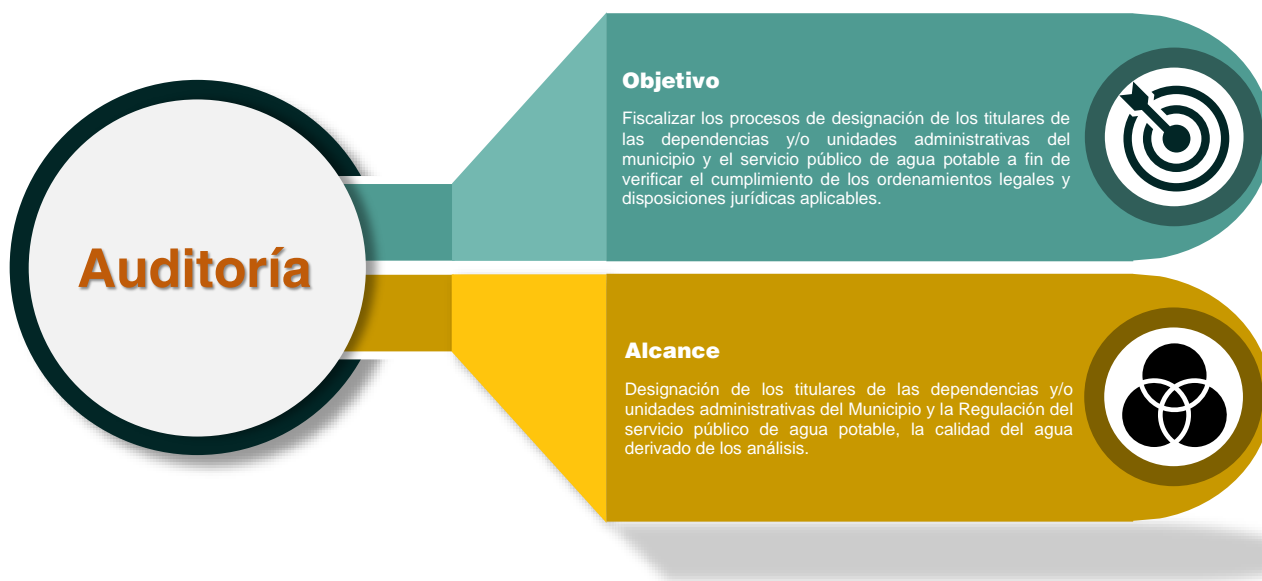 Auditoría
Objetivo
Fiscalizar los procesos de designación de los titulares de
las dependencias y/o unidades administrativas del
municipio y el servicio público de agua potable a fin de
verificar el cumplimiento de los ordenamientos legales y
disposiciones jurídicas aplicables.
Alcance
Designación de los titulares de las dependencias y/o
unidades administrativas del Municipio y la Regulación del
servicio público de agua potable, la calidad del agua
derivado de los análisis.